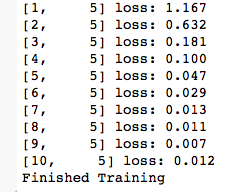 [1,     5] loss: 1.167
[2,     5] loss: 0.632
[3,     5] loss: 0.181
[4,     5] loss: 0.100
[5,     5] loss: 0.047
[6,     5] loss: 0.029
[7,     5] loss: 0.013
[8,     5] loss: 0.011
[9,     5] loss: 0.007
[10,     5] loss: 0.012
Finished Training